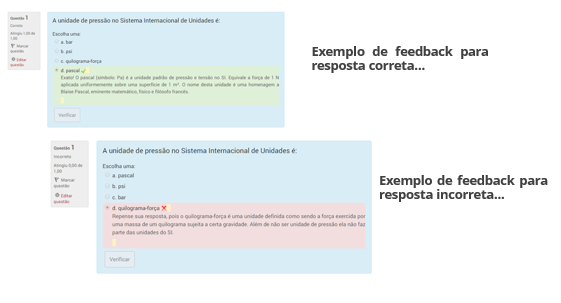 Questão 1
Correto
Atingiu 1,00 de
1,00
Marcar
questão
Editar
questão
A unidade de pressão no Sistema Internacional de Unidades é:
Escolha uma:
a. bar
b. psi
c. quilograma-força
d. pascal
Exato! O pascal (símbolo: Pa) é a unidade padrão de pressão e tensão no SI. Equivale a força de 1 N
aplicada uniformemente sobre uma superfície de 1 m². O nome desta unidade é uma homenagem a
Blaise Pascal, eminente matemático, físico e filósofo francês.
Verificar
Exemplo de feedback para
resposta correta...
Questão 1
Incorreto
Atingiu 0,00 de
1,00
Marcar
questão
Editar
questão
A unidade de pressão no Sistema Internacional de Unidades é:
Escolha uma:
a. pascal
b. psi
c. bar
d. quilograma-força
Repense sua resposta, pois o quilograma-força é uma unidade definida como sendo a força exercida por
uma massa de um quilograma sujeita a certa gravidade. Além de não ser unidade de pressão ela não faz
parte das unidades do SI.
Verificar
Exemplo de feedback para
resposta incorreta...